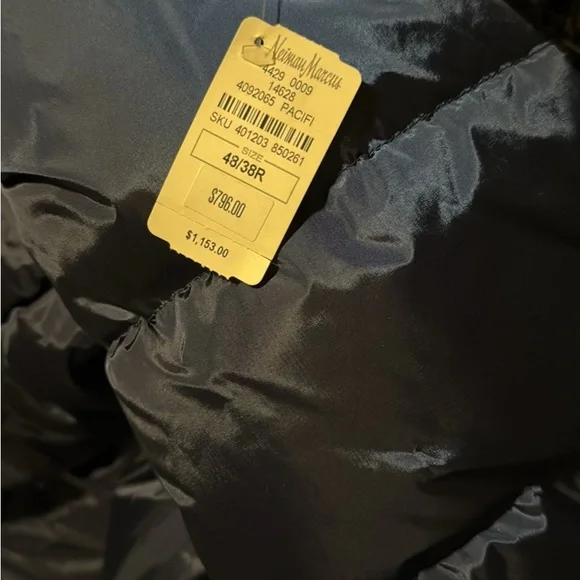 Neiman Marcus
4429 0009
14628
4092065 PACIFI
SKU 401203 850261
SIZE
48/38R
$796.00
$1,153.00